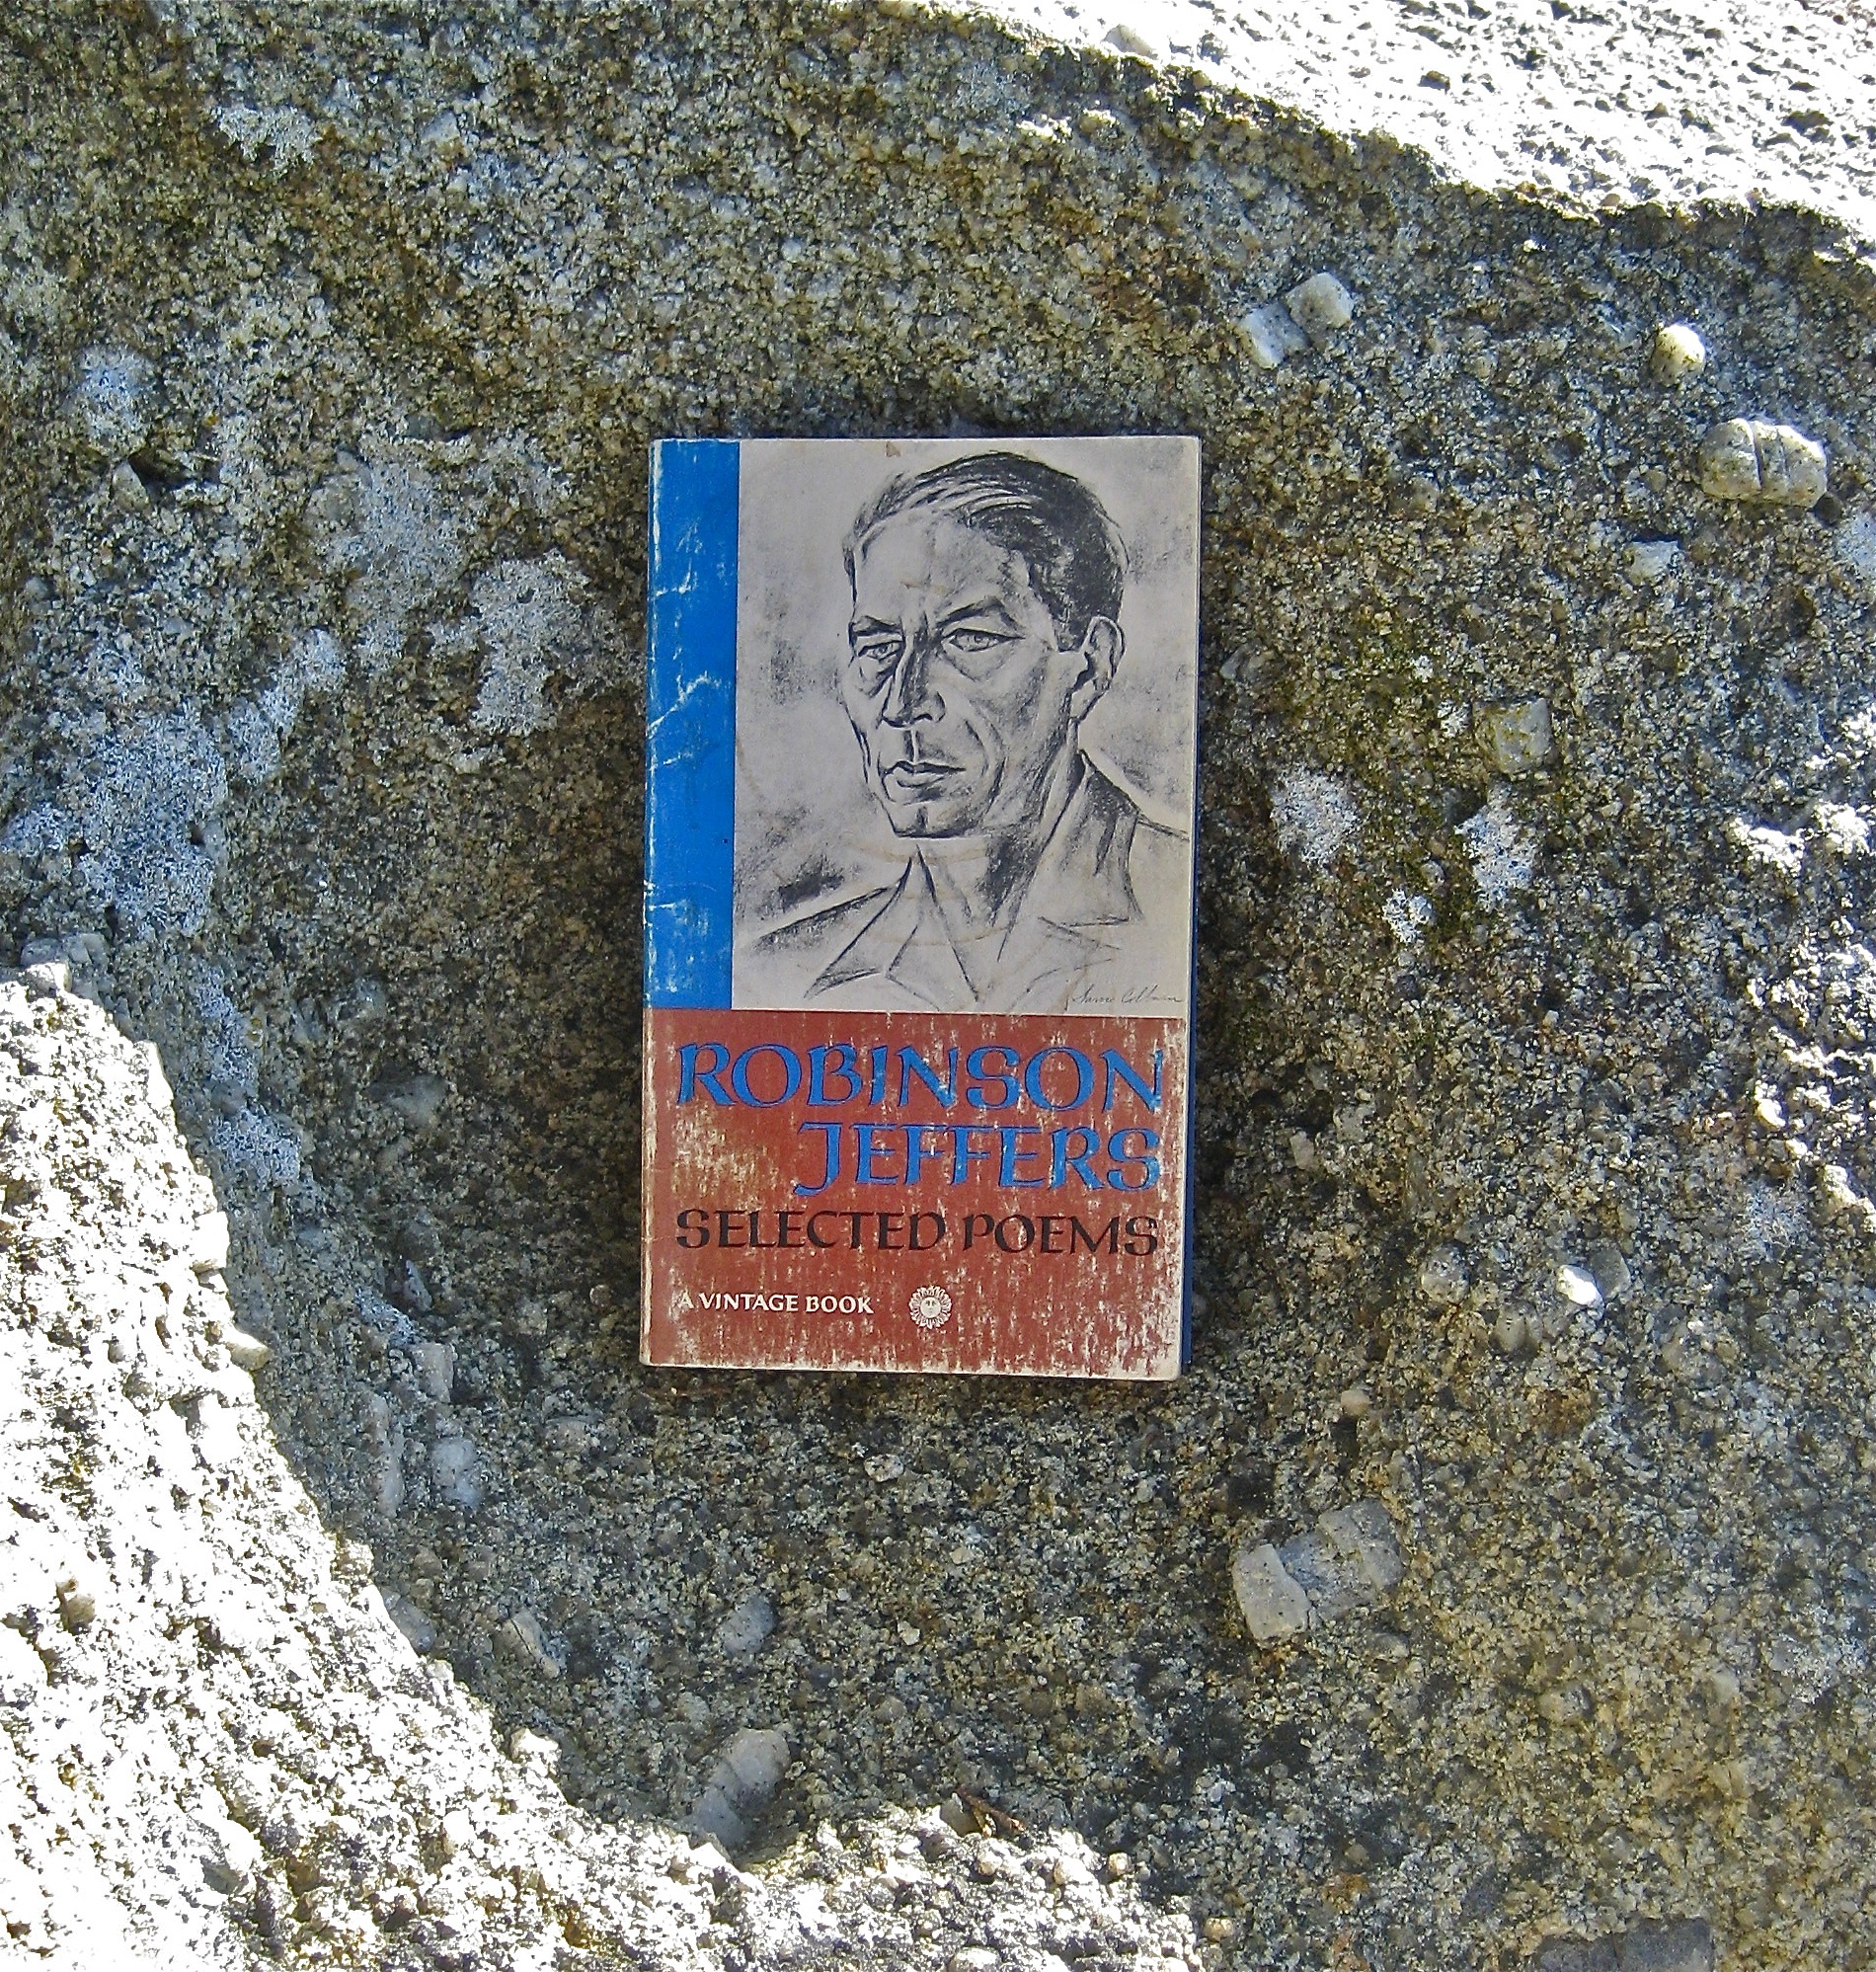 ROBINSON
JEFFERS
SELECTED POEMS
A VINTAGE BOOK